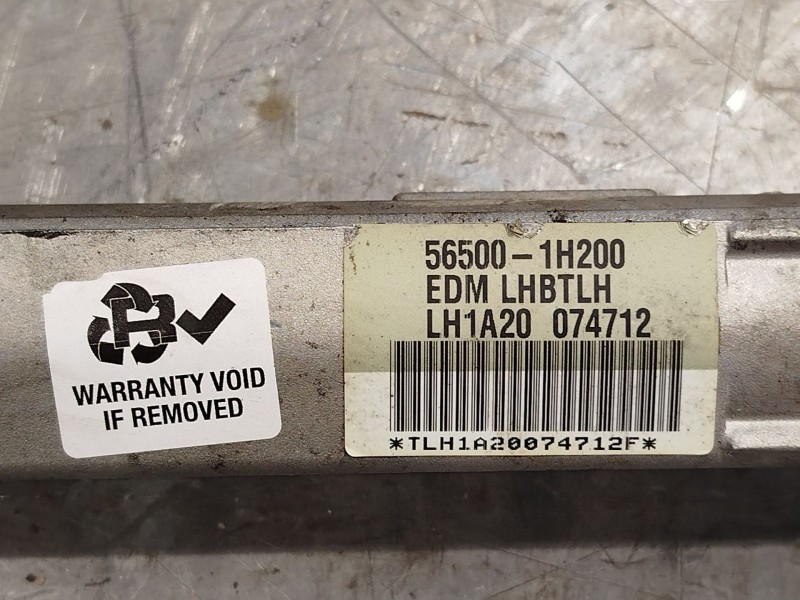 56500-1H200
EDM LHBTLH
LH1A20 074712
*TLH1A20074712F*
R
WARRANTY VOID
IF REMOVED